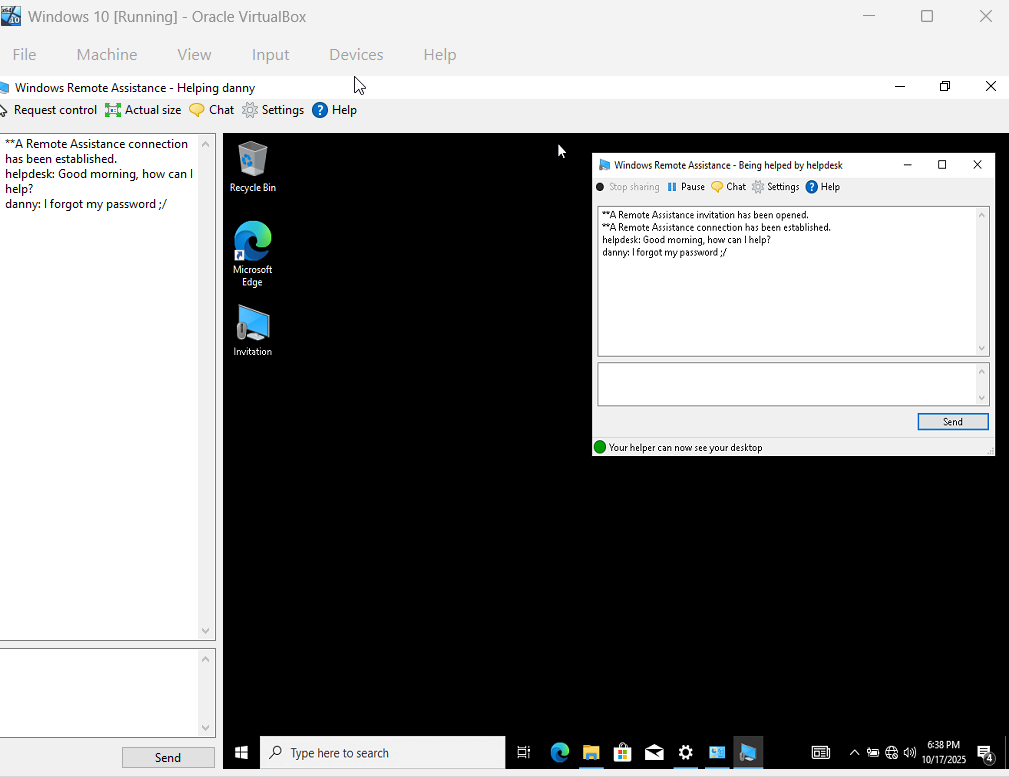 Windows 10 [Running] - Oracle VirtualBox
File Machine View Input Devices Help
Windows Remote Assistance - Helping danny
Request control Actual size Chat Settings Help
**A Remote Assistance connection
has been established.
helpdesk: Good morning, how can I
help?
danny: I forgot my password ;/
Send
Recycle Bin
Microsoft
Edge
Invitation
Windows Remote Assistance - Being helped by helpdesk
Stop sharing Pause Chat Settings Help
**A Remote Assistance invitation has been opened.
**A Remote Assistance connection has been established.
helpdesk: Good morning, how can I help?
danny: I forgot my password ;/
Send
Your helper can now see your desktop
Type here to search
6:38 PM
10/17/2025
4